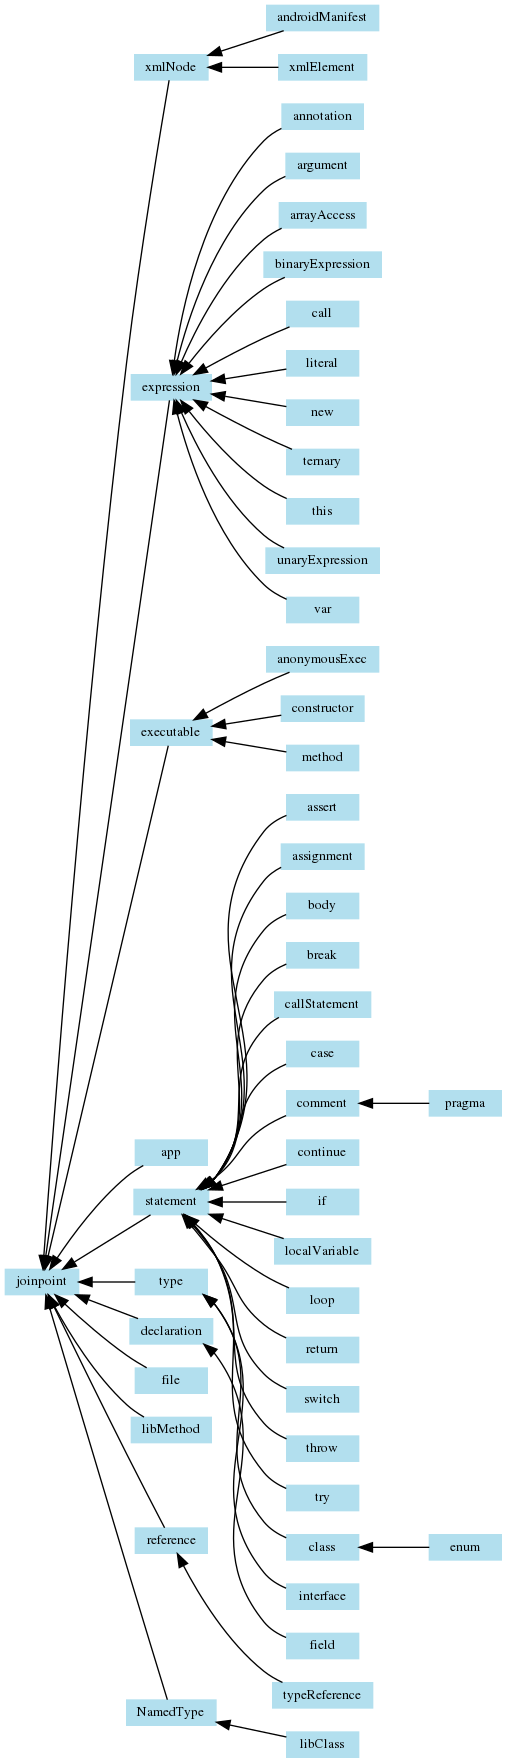 androidManifest
xmlNode
xmlElement
annotation
argument
arrayAccess
binaryExpression
call
literal
expression
new
ternary
this
unaryExpression
var
anonymousExec
constructor
executable
method
assert
assignment
body
break
callStatement
case
comment
pragma
app
continue
statement
if
localVariable
joinpoint
type
loop
declaration
return
file
switch
libMethod
throw
try
reference
class
enum
interface
field
typeReference
NamedType
libClass